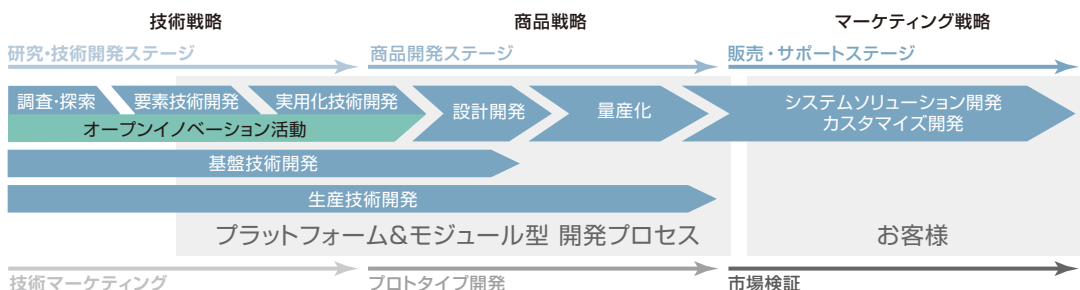 技術戦略
商品戦略
マーケティング戦略
研究・技術開発ステージ
商品開発ステージ
販売・サポートステージ
調査・探索
要素技術開発
実用化技術開発
設計開発
量産化
システムソリューション開発
カスタマイズ開発
オープンイノベーション活動
基盤技術開発
生産技術開発
プラットフォーム&モジュール型 開発プロセス
お客様
技術マーケティング
プロトタイプ開発
市場検証